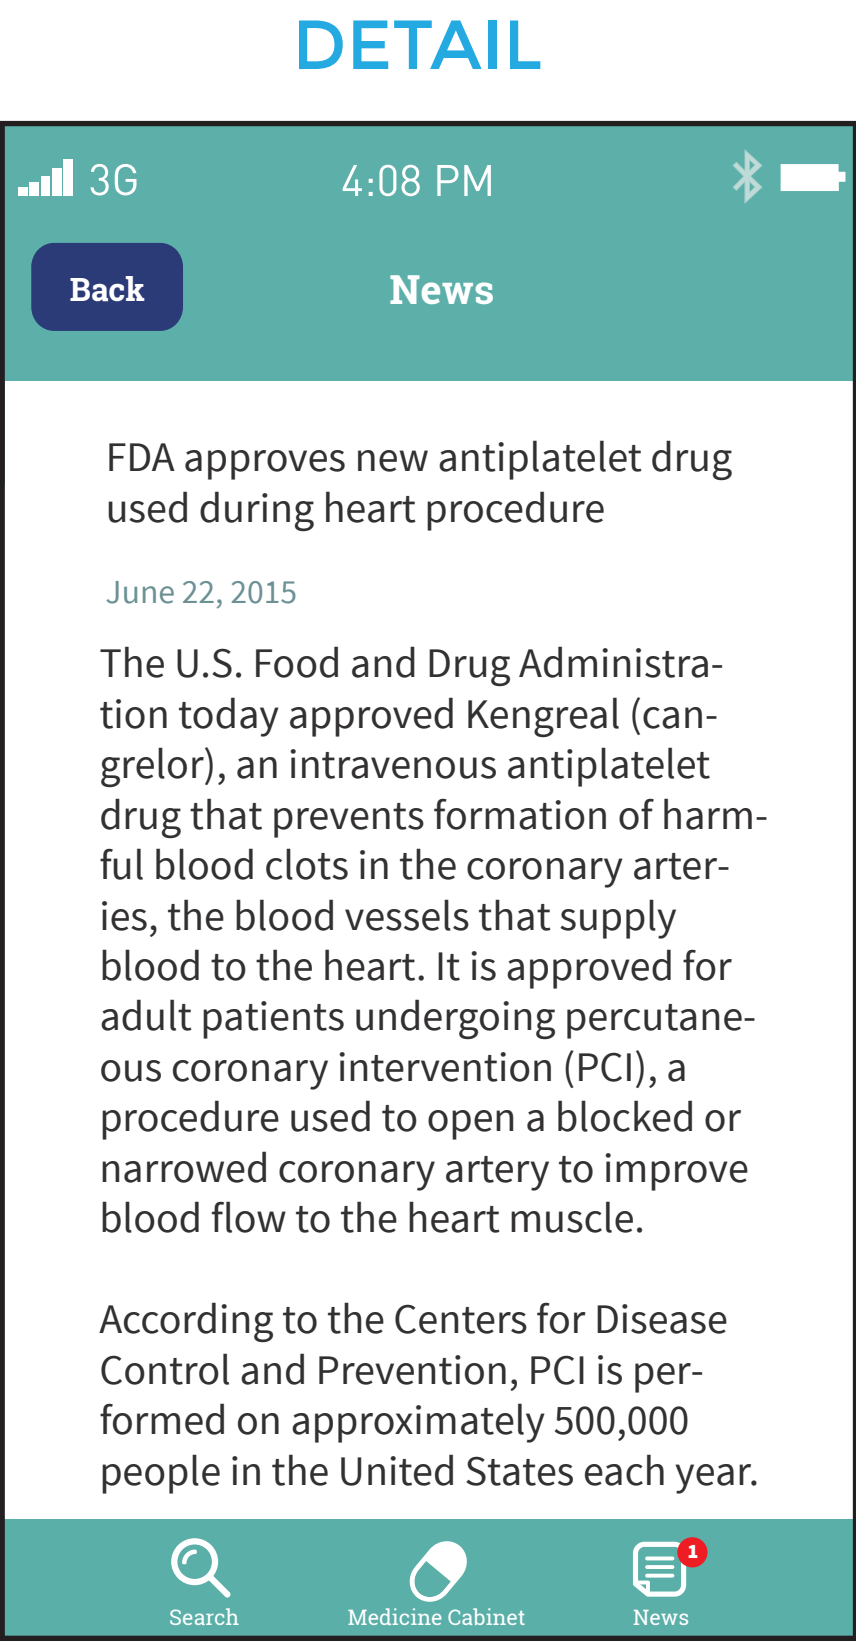 DETAIL
3G
4:08 PM
Back
News
FDA approves new antiplatelet drug
used during heart procedure
June 22, 2015
The U.S. Food and Drug Administra-
tion today approved Kengreal (can-
grelor), an intravenous antiplatelet
drug that prevents formation of harm-
ful blood clots in the coronary arter-
ies, the blood vessels that supply
blood to the heart. It is approved for
adult patients undergoing percutane-
ous coronary intervention (PCI), a
procedure used to open a blocked or
narrowed coronary artery to improve
blood flow to the heart muscle.
According to the Centers for Disease
Control and Prevention, PCI is per-
formed on approximately 500,000
people in the United States each year.
1
Search
Medicine Cabinet
News